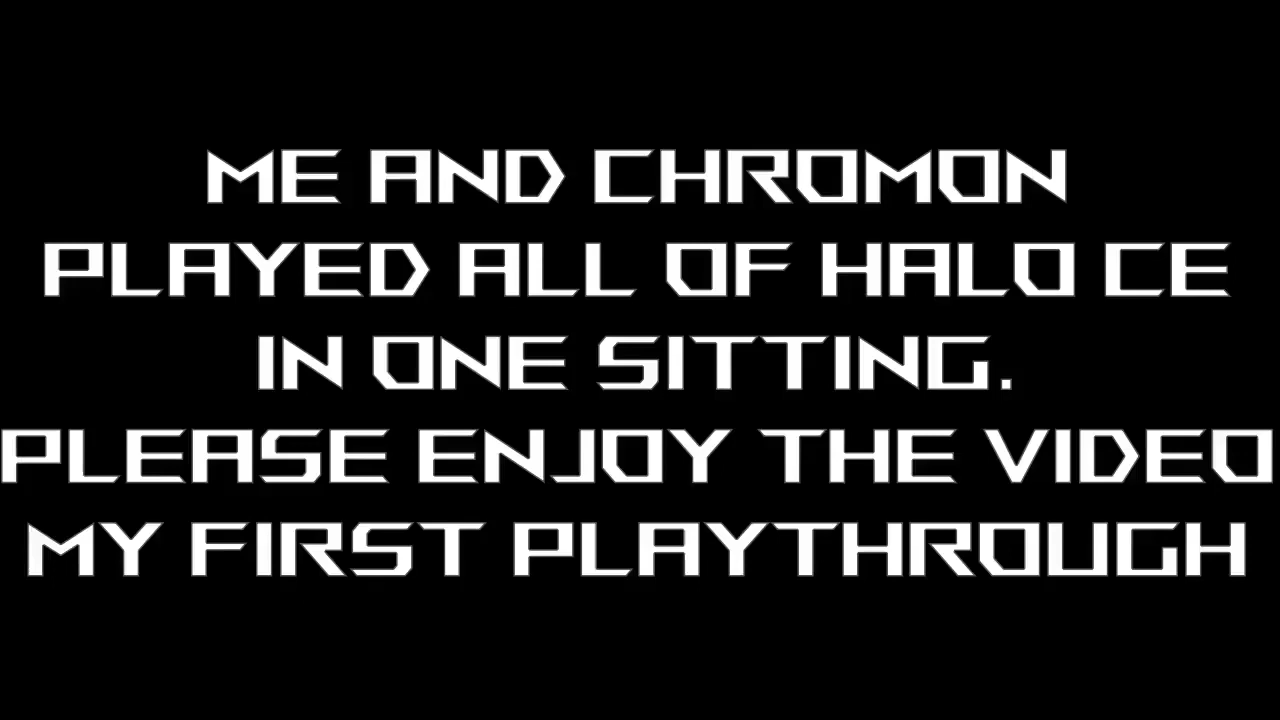 ME AND CHROMON
PLAYED ALL OF HALO CE
IN ONE SITTING.
PLEASE ENJOY THE VIDEO
MY FIRST PLAYTHROUGH